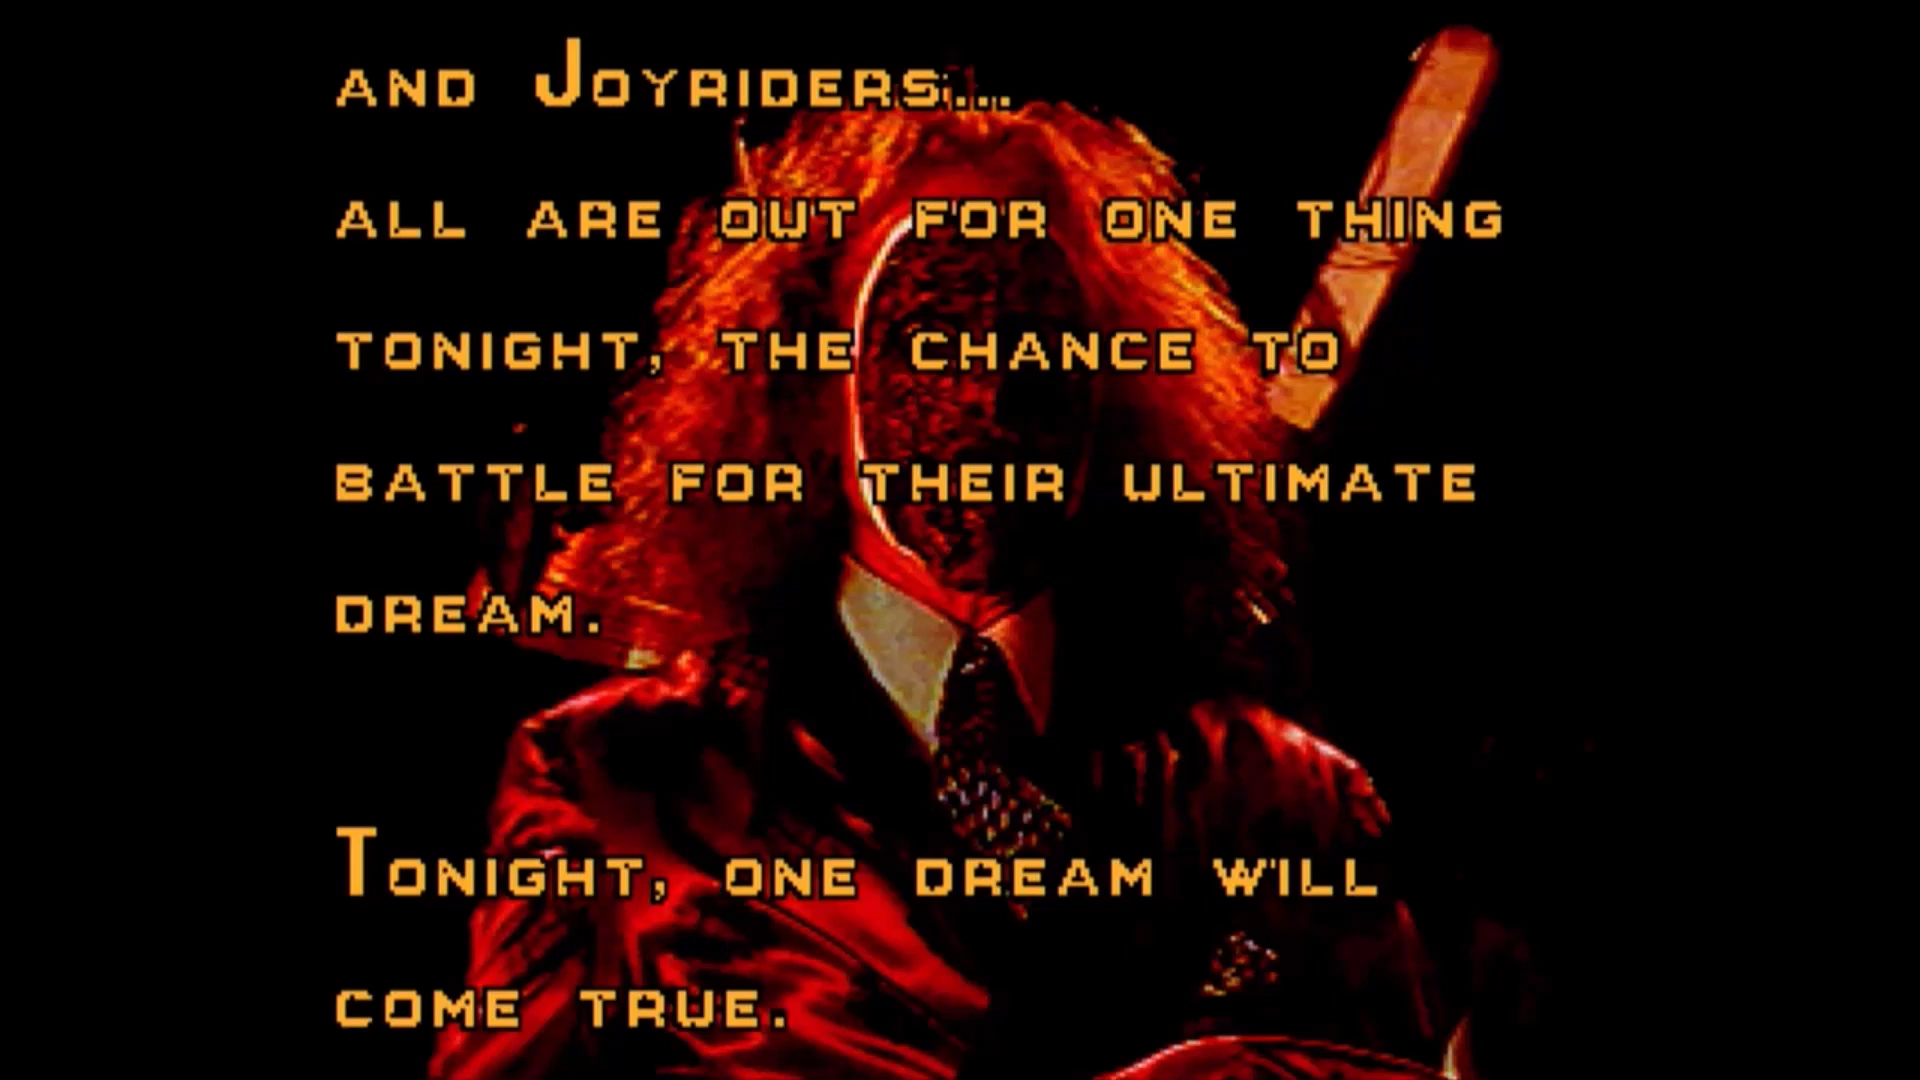 AND JOYRIDERS...
ALL ARE OUT FOR ONE THING
TONIGHT, THE CHANCE TO
BATTLE FOR THEIR ULTIMATE
DREAM.
TONIGHT, ONE DREAM WILL
COME TRUE.